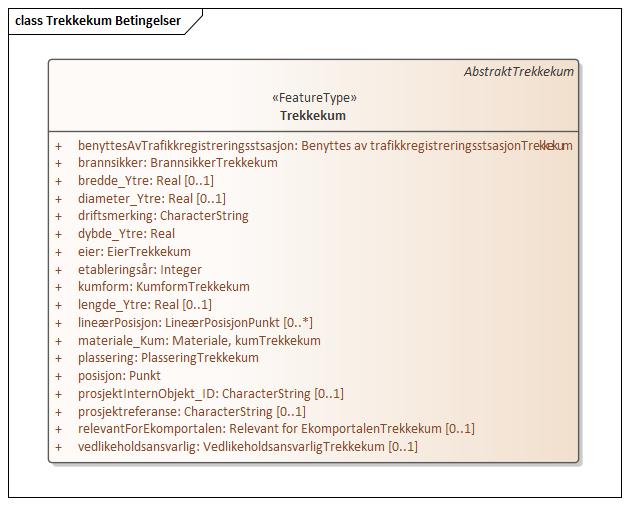 class Trekkekum Betingelser
AbstraktTrekkekum
«FeatureType»
Trekkekum
+ benyttesAvTrafikkregistreringsstsasjon: Benyttes av trafikkregistreringsstsasjonTrekkekum
+ brannsikker: BrannsikkerTrekkekum
+ bredde_Ytre: Real [0..1]
+ diameter_Ytre: Real [0..1]
+ driftsmerking: CharacterString
+ dybde_Ytre: Real
+ eier: EierTrekkekum
+ etableringsår: Integer
+ kumform: KumformTrekkekum
+ lengde_Ytre: Real [0..1]
+ lineærPosisjon: LineærPosisjonPunkt [0..*]
+ materiale_Kum: Materiale, kumTrekkekum
+ plassering: PlasseringTrekkekum
+ posisjon: Punkt
+ prosjektInternObjekt_ID: CharacterString [0..1]
+ prosjektreferanse: CharacterString [0..1]
+ relevantForEkomportalen: Relevant for EkomportalenTrekkekum [0..1]
+ vedlikeholdsansvarlig: VedlikeholdsansvarligTrekkekum [0..1]